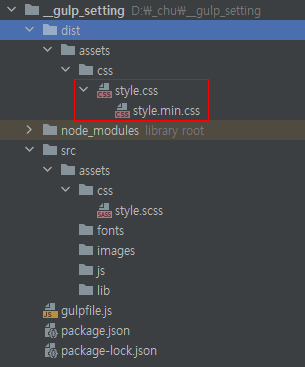 __gulp_setting D:₩_chu₩__gulp_setting
dist
assets
css
style.css
CSS
style.min.css
CSS
node_modules library root
src
assets
css
style.scss
SASS
fonts
images
js
lib
gulpfile.js
JS
package.json
package-lock.json